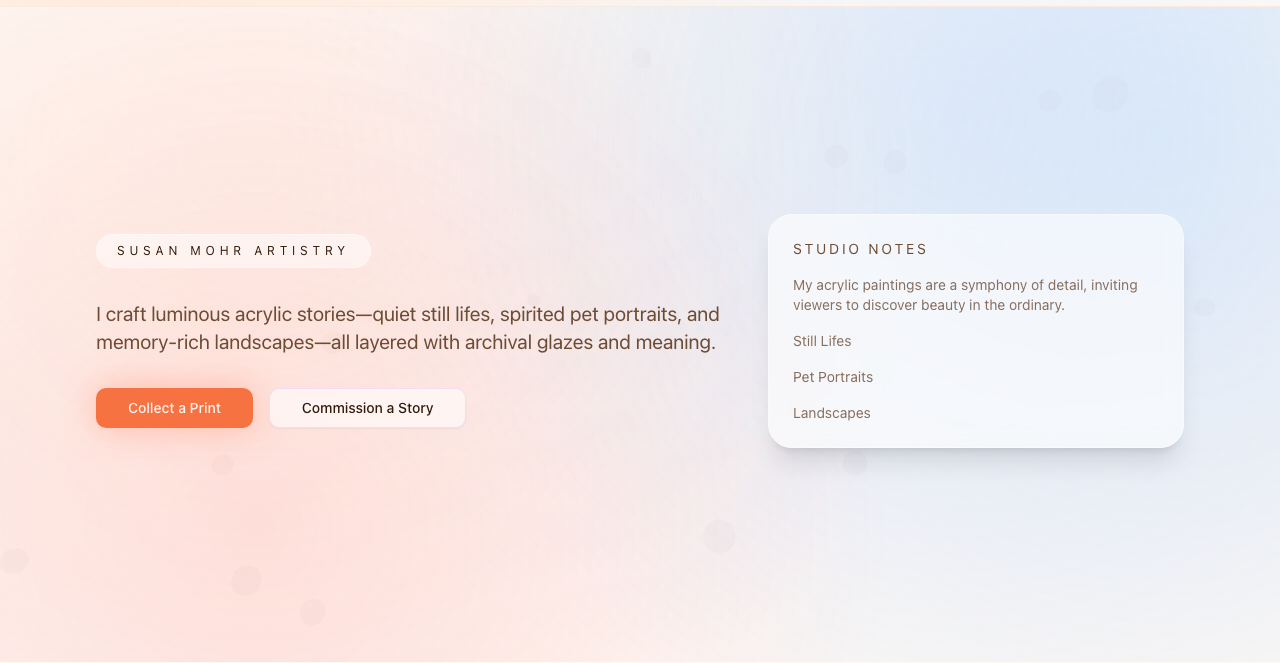 SUSAN MOHR ARTISTRY
I craft luminous acrylic stories—quiet still lifes, spirited pet portraits, and
memory-rich landscapes—all layered with archival glazes and meaning.
Collect a Print
Commission a Story
STUDIO NOTES
My acrylic paintings are a symphony of detail, inviting
viewers to discover beauty in the ordinary.
Still Lifes
Pet Portraits
Landscapes